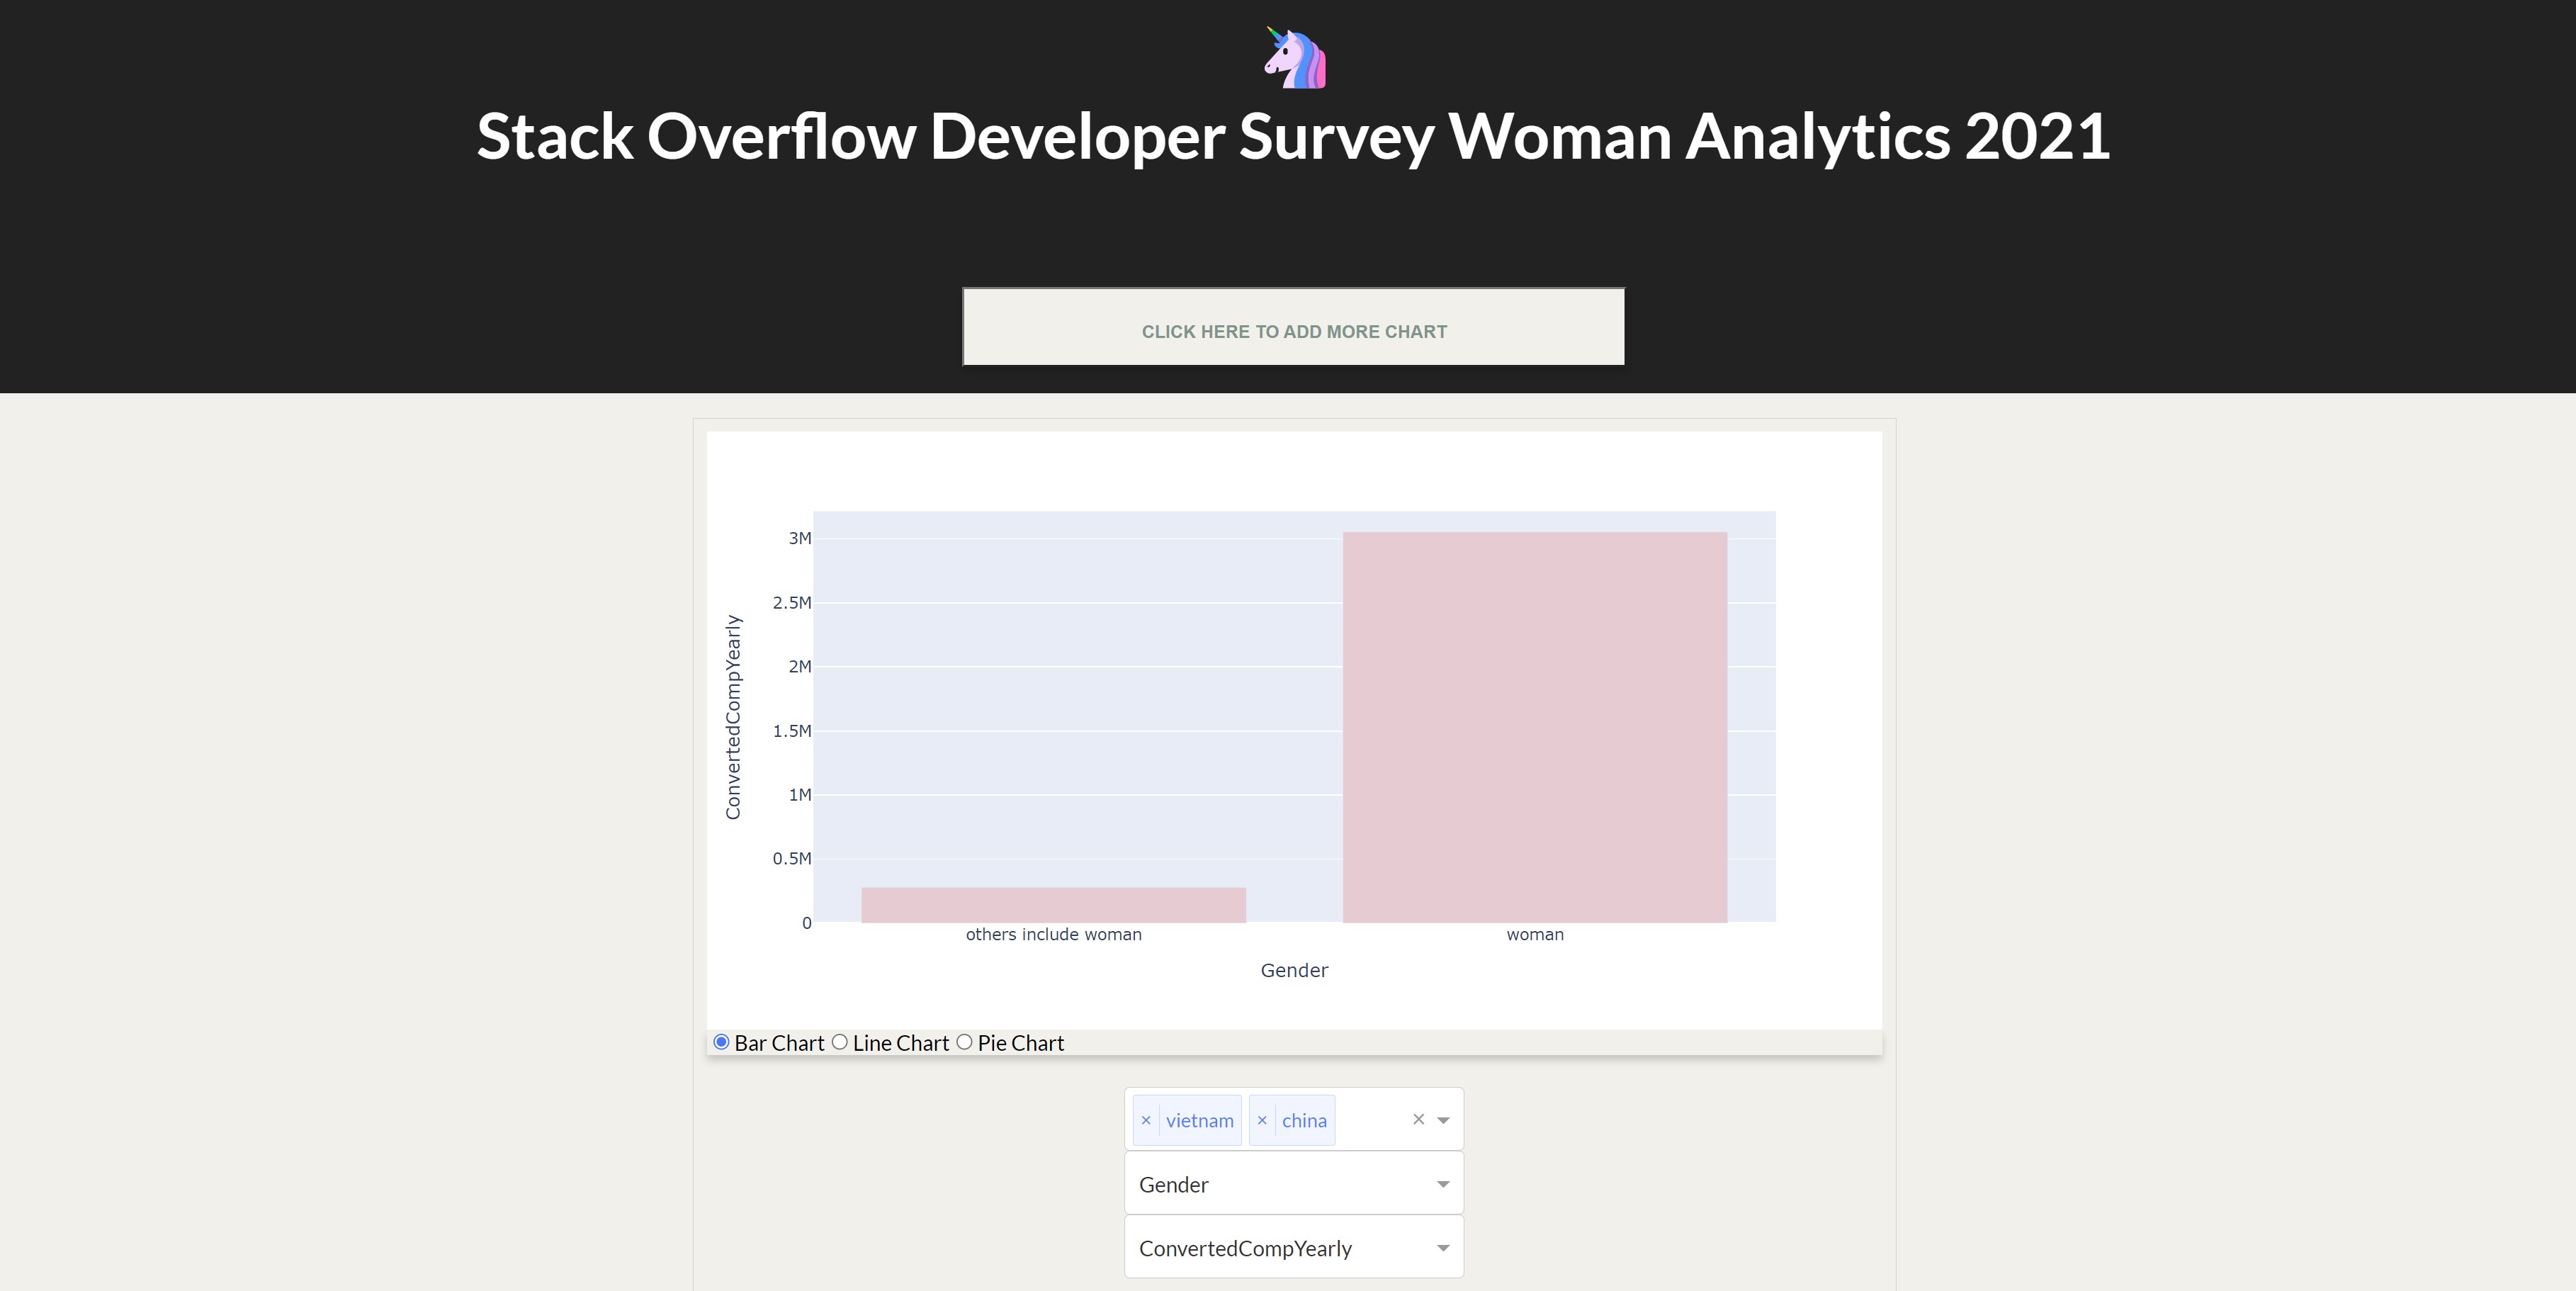 Stack Overflow Developer Survey Woman Analytics 2021
CLICK HERE TO ADD MORE CHART
3M
2.5M
2M
1.5M
1M
0.5M
0
ConvertedCompYearly
others include woman
woman
Gender
Bar Chart Line Chart Pie Chart
× vietnam × china ×
Gender
ConvertedCompYearly